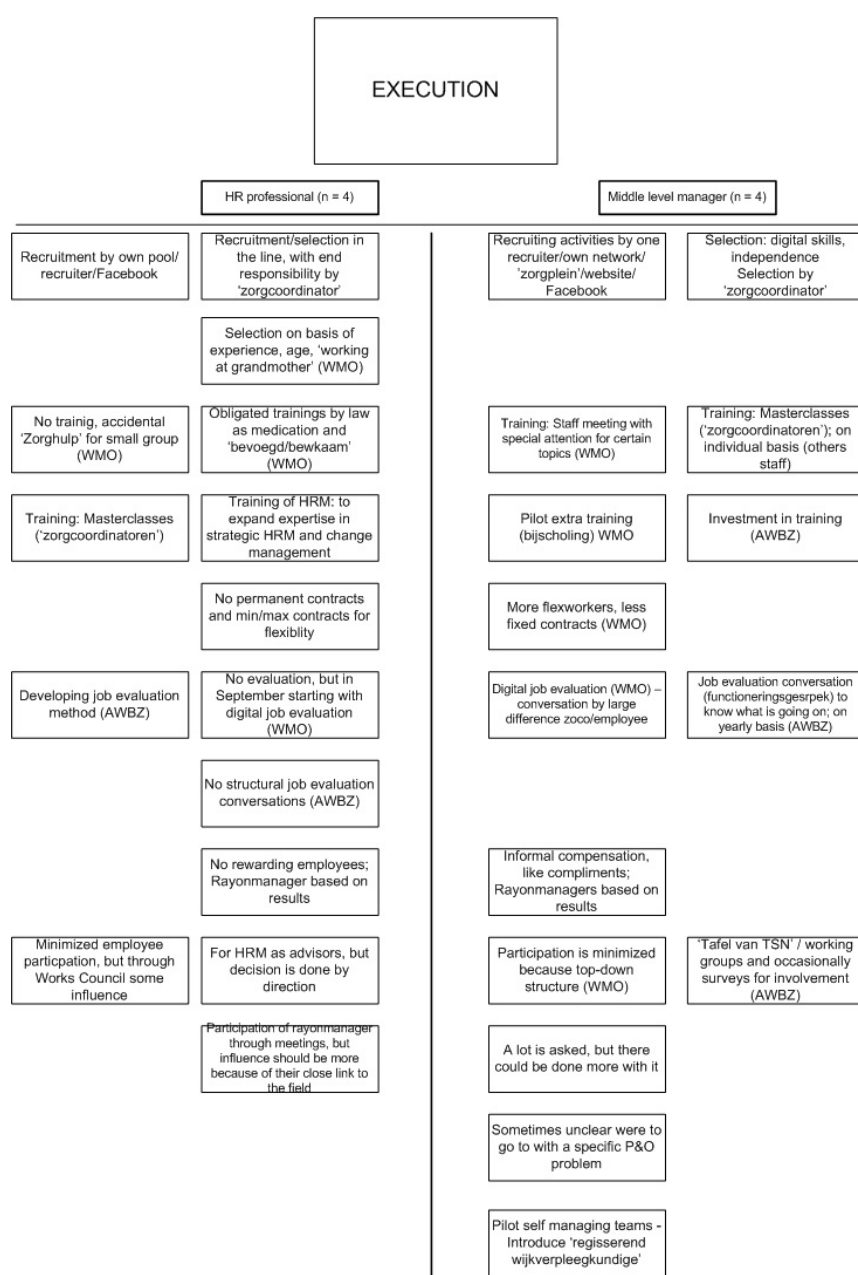 EXECUTION
HR professional (n = 4)
Middle level manager (n = 4)
Recruitment by own pool/
recruiter/Facebook
Recruitment/selection in
the line, with end
responsibility by
'zorgcoordinator'
Recruiting activities by one
recruiter/own network/
'zorgplein'/website/
Facebook
Selection: digital skills,
independence
Selection by
'zorgcoordinator'
Selection on basis of
experience, age, 'working
at grandmother' (WMO)
No trainig, accidental
'Zorghulp' for small group
(WMO)
Obligated trainings by law
as medication and
'bevoegd/bewkaam'
(WMO)
Training: Staff meeting with
special attention for certain
topics (WMO)
Training: Masterclasses
('zorgcoordinatoren'); on
individual basis (others
staff)
Training: Masterclasses
('zorgcoordinatoren')
Training of HRM: to
expand expertise in
strategic HRM and change
management
Pilot extra training
(bijscholing) WMO
Investment in training
(AWBZ)
No permanent contracts
and min/max contracts for
flexiblity
More flexworkers, less
fixed contracts (WMO)
Developing job evaluation
method (AWBZ)
No evaluation, but in
September starting with
digital job evaluation
(WMO)
Digital job evaluation (WMO) –
conversation by large
difference zoco/employee
Job evaluation conversation
(functioneringsgesrpek) to
know what is going on; on
yearly basis (AWBZ)
No structural job evaluation
conversations (AWBZ)
No rewarding employees;
Rayonmanager based on
results
Informal compensation,
like compliments;
Rayonmanagers based on
results
Minimized employee
particpation, but through
Works Council some
influence
For HRM as advisors, but
decision is done by
direction
Participation is minimized
because top-down
structure (WMO)
'Tafel van TSN' / working
groups and occasionally
surveys for involvement
(AWBZ)
Participation of rayonmanager
through meetings, but
influence should be more
because of their close link to
the field
A lot is asked, but there
could be done more with it
Sometimes unclear were to
go to with a specific P&O
problem
Pilot self managing teams -
Introduce 'regisserend
wijkverpleegkundige'